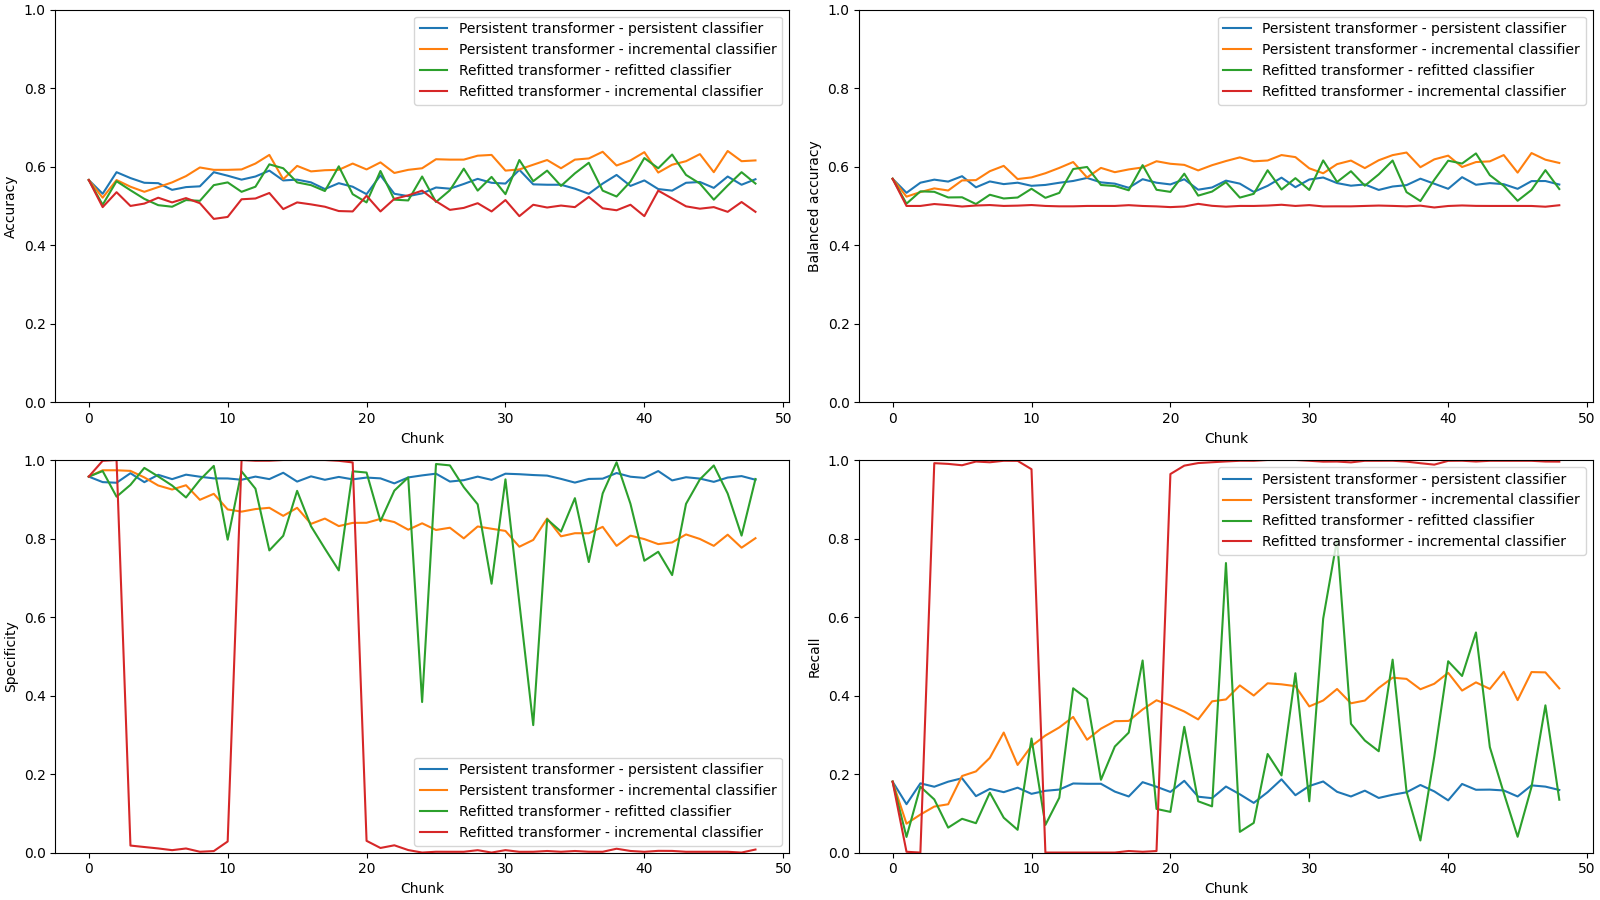 1.0
0.8
0.6
0.4
0.2
0.0
Accuracy
Persistent transformer - persistent classifier
Persistent transformer - incremental classifier
Refitted transformer - refitted classifier
Refitted transformer - incremental classifier
0 10 20 30 40 50
Chunk
1.0
0.8
0.6
0.4
0.2
0.0
Balanced accuracy
Persistent transformer - persistent classifier
Persistent transformer - incremental classifier
Refitted transformer - refitted classifier
Refitted transformer - incremental classifier
0 10 20 30 40 50
Chunk
1.0
0.8
0.6
0.4
0.2
0.0
Specificity
Persistent transformer - persistent classifier
Persistent transformer - incremental classifier
Refitted transformer - refitted classifier
Refitted transformer - incremental classifier
0 10 20 30 40 50
Chunk
1.0
0.8
0.6
0.4
0.2
0.0
Recall
Persistent transformer - persistent classifier
Persistent transformer - incremental classifier
Refitted transformer - refitted classifier
Refitted transformer - incremental classifier
0 10 20 30 40 50
Chunk